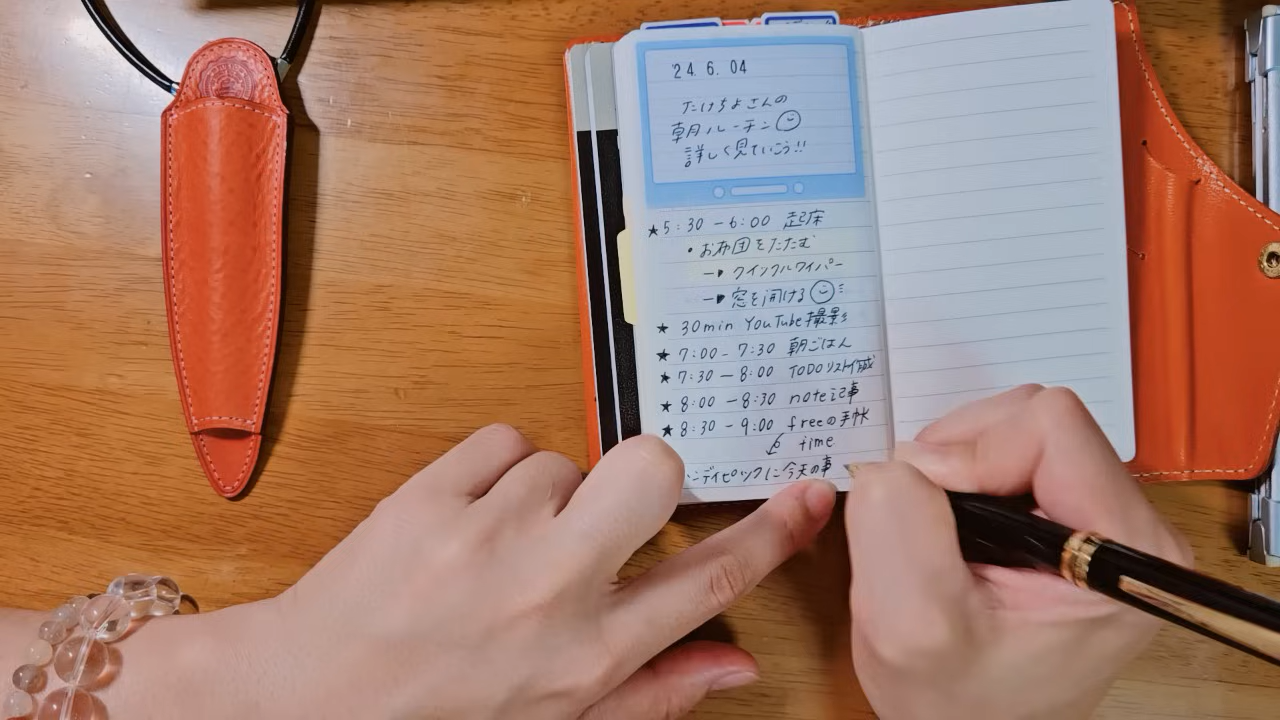 '24.6.04
たけちよさんの
朝ルーチン
詳しく見ていこう!!
★5:30-6:00 起床
・お布団をたたむ
→クイックルワイパー
→窓を開ける
★ 30min YouTube撮影
★ 7:00-7:30 朝ごはん
★ 7:30-8:00 TODOリスト作成
★ 8:00-8:30 note記事
★ 8:30-9:00 freeの手帳
time
ンディピックに今天の事